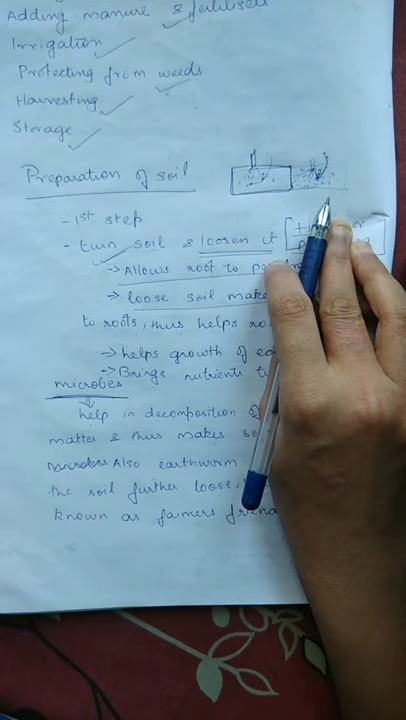 Adding manure & fertilisers
Irrigation
Protecting from weeds
Harvesting
Storage
Preparation of soil
- 1st step
- turn soil & loosen it
-> Allows root to
-> loose soil make
to roots, thus helps
-> helps growth of
-> Brings nutrients
microbes
help in decomposition
matter & thus makes
microbes Also earthworm
the soil further loose.
known as farmers